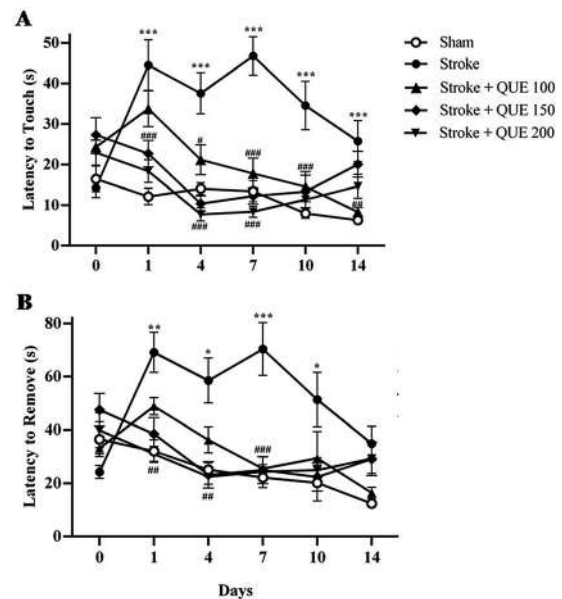 A
Latency to Touch (s)
50
40
30
20
10
0
***
***
***
***
***
###
#
###
###
##
###
###
0 1 4 7 10 14
Sham
Stroke
Stroke + QUE 100
Stroke + QUE 150
Stroke + QUE 200
B
Latency to Remove (s)
80
60
40
20
0
**
*
***
*
##
##
###
0 1 4 7 10 14
Days